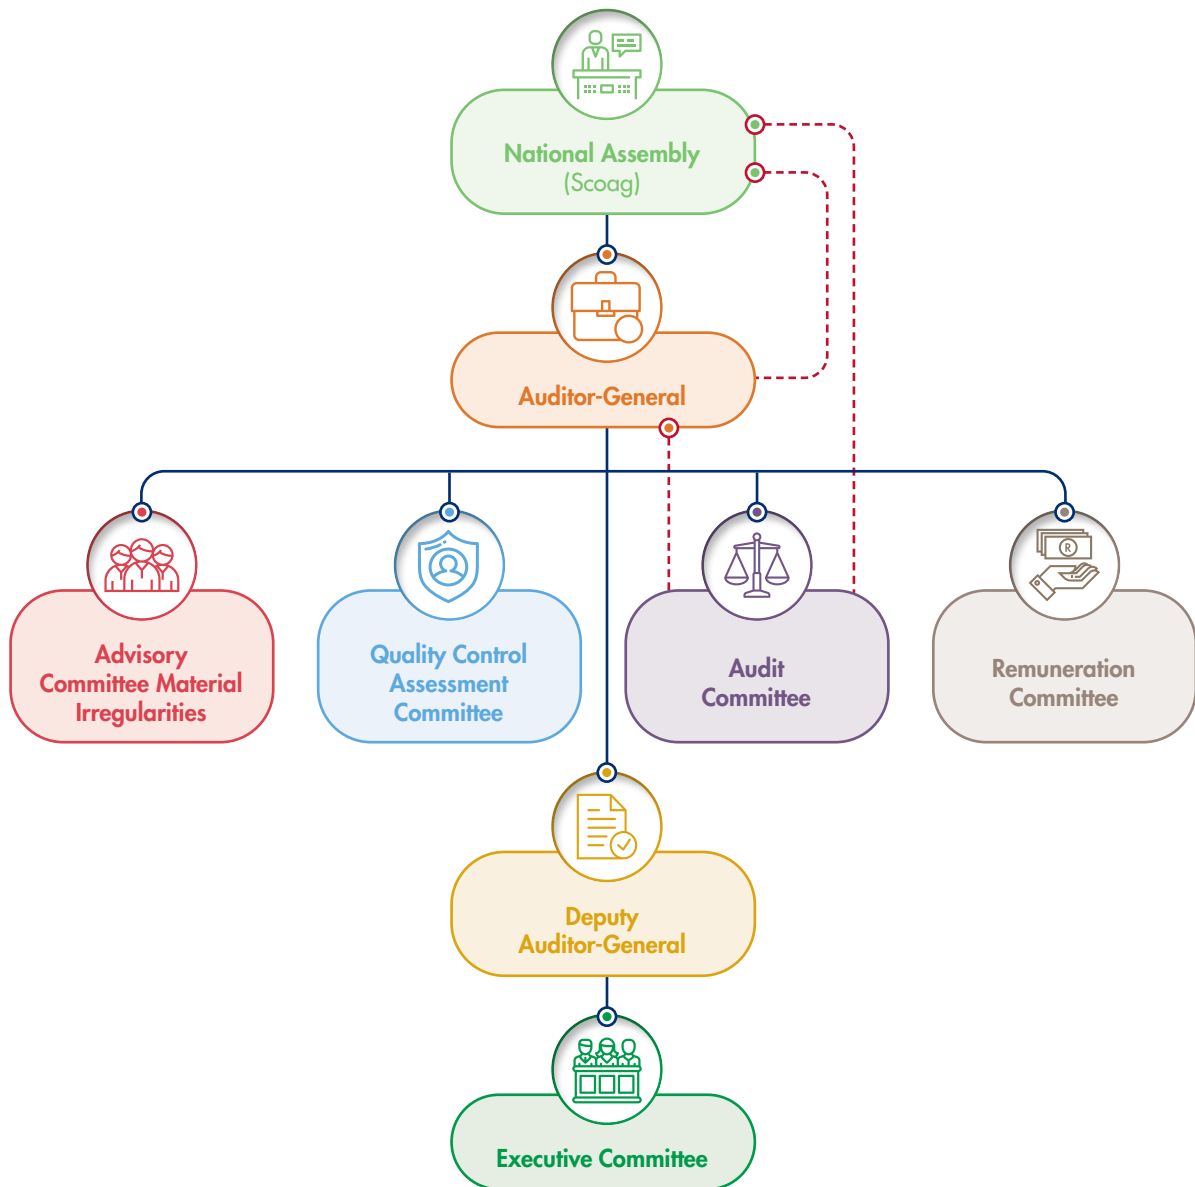 National Assembly
(Scoag)
Auditor-General
Advisory
Committee Material
Irregularities
Quality Control
Assessment
Committee
Audit
Committee
R
Remuneration
Committee
Deputy
Auditor-General
Executive Committee